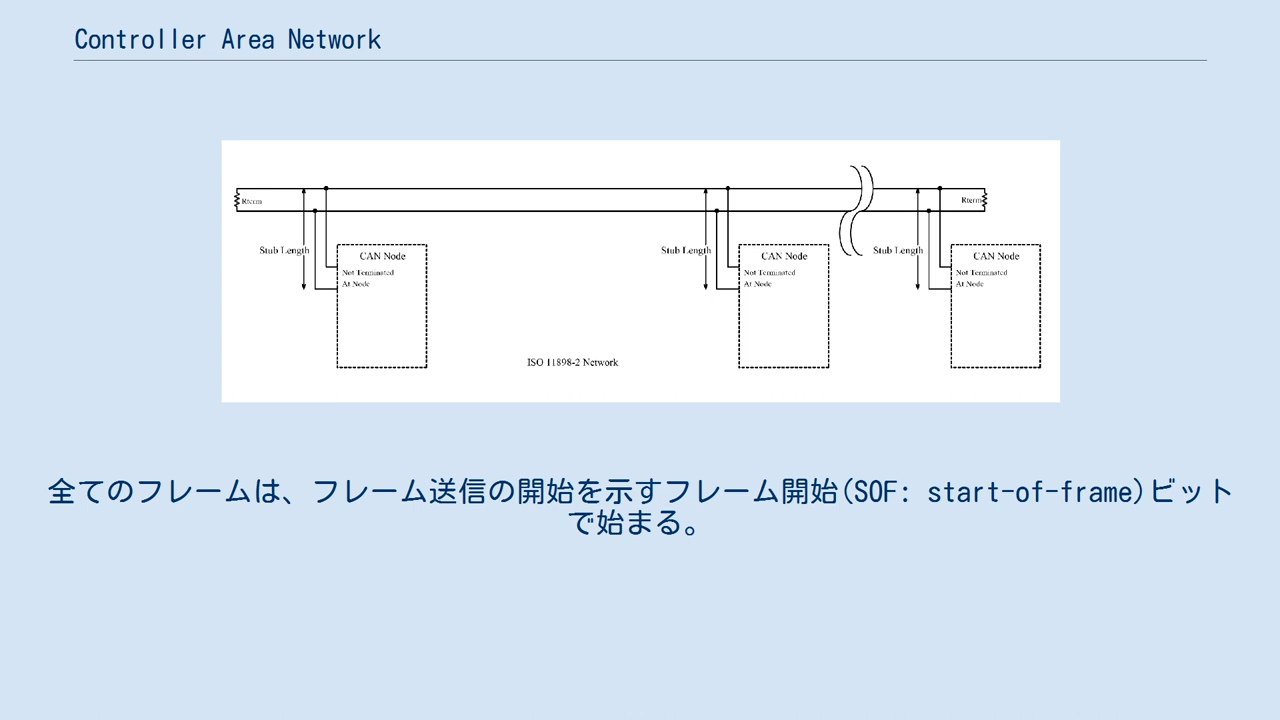 Controller Area Network
Rterm
Rterm
Stub Length
Stub Length
Stub Length
CAN Node
Not Terminated
At Node
CAN Node
Not Terminated
At Node
CAN Node
Not Terminated
At Node
ISO 11898-2 Network
全てのフレームは、フレーム送信の開始を示すフレーム開始(SOF: start-of-frame)ビット
で始まる。